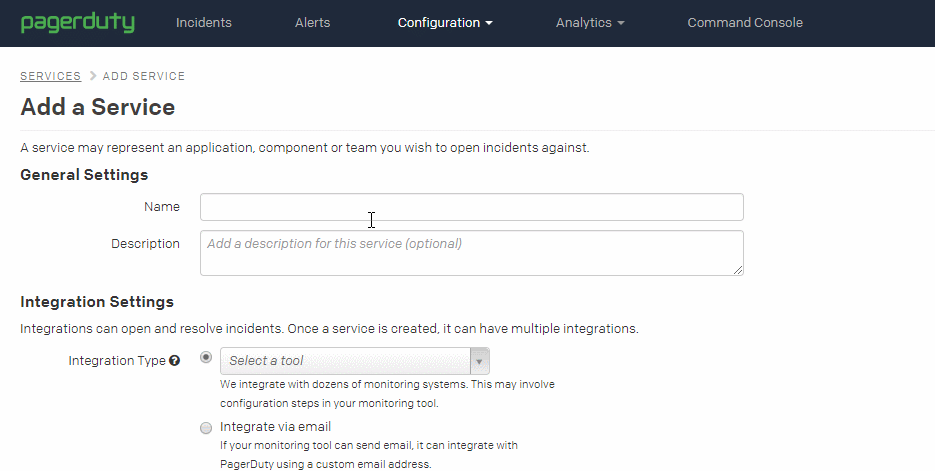 pagerduty Incidents Alerts Configuration Analytics Command Console
SERVICES ADD SERVICE
Add a Service
A service may represent an application, component or team you wish to open incidents against.
General Settings
Name
Description Add a description for this service (optional)
Integration Settings
Integrations can open and resolve incidents. Once a service is created, it can have multiple integrations.
Integration Type Select a tool
We integrate with dozens of monitoring systems. This may involve
configuration steps in your monitoring tool.
Integrate via email
If your monitoring tool can send email, it can integrate with
PagerDuty using a custom email address.